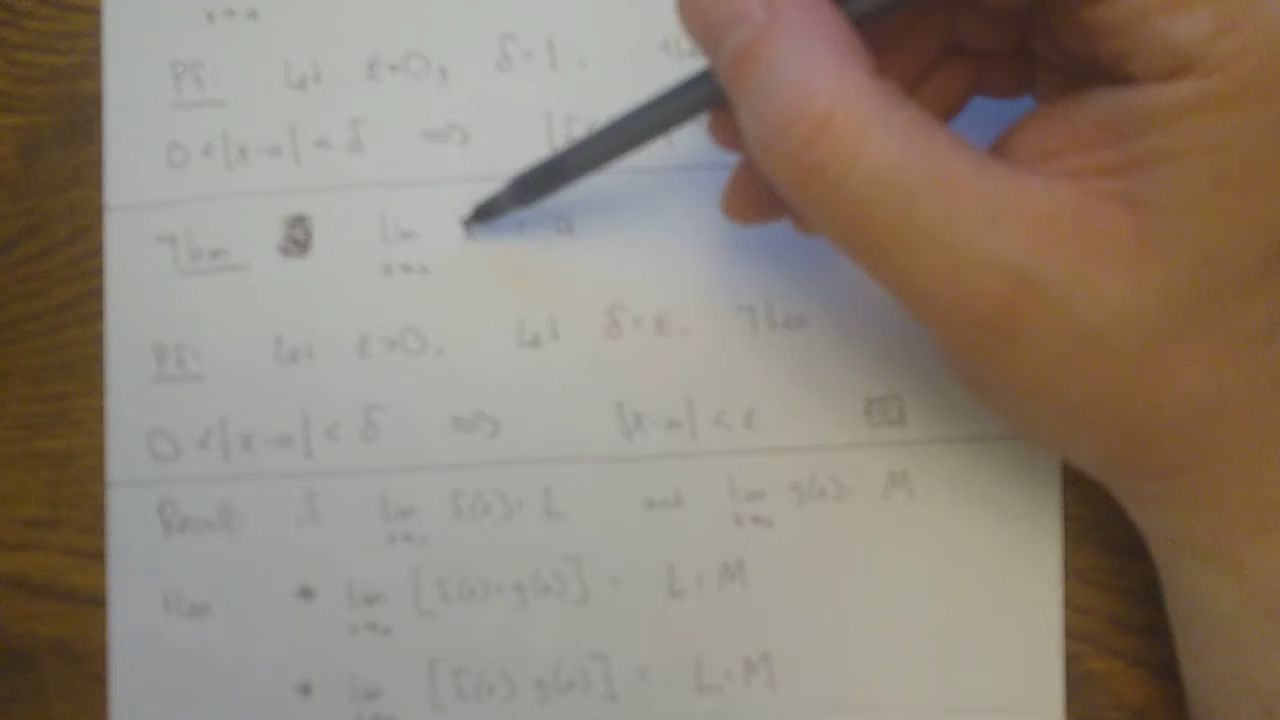 x→a
Pf: Let ε>0, δ=1.
0<|x-a|<δ ⇒
Thm lim = a
x→a
Pf: Let ε>0. Let δ=ε. Then
0<|x-a|<δ ⇒ |x-a|<ε
Recall: if lim f(x)=L and lim g(x)=M
x→a x→a
then • lim [f(x)+g(x)] = L+M
x→a
• lim [f(x)·g(x)] = L·M
x→a